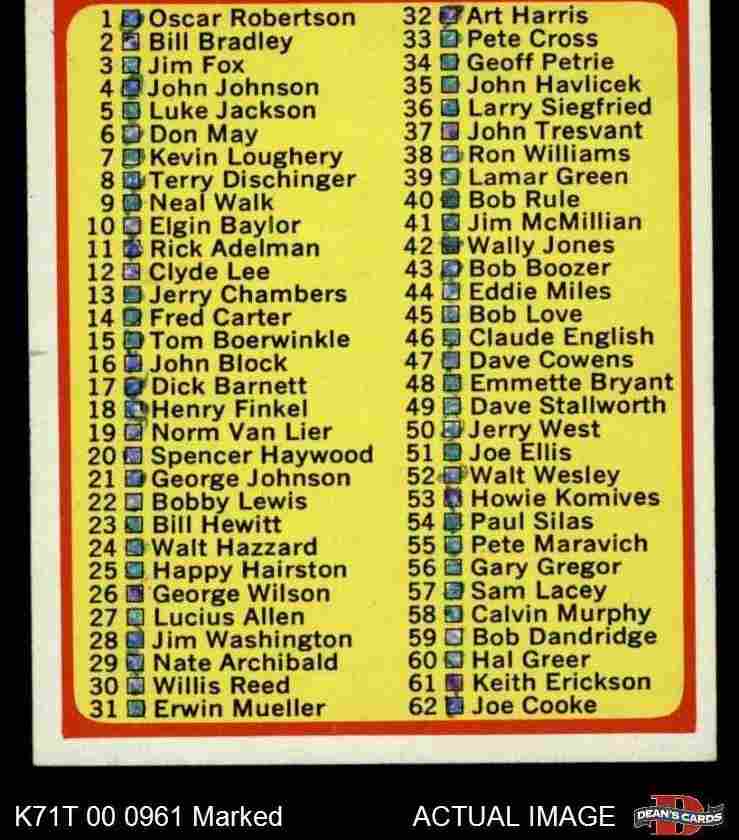 1 Oscar Robertson
2 Bill Bradley
3 Jim Fox
4 John Johnson
5 Luke Jackson
6 Don May
7 Kevin Loughery
8 Terry Dischinger
9 Neal Walk
10 Elgin Baylor
11 Rick Adelman
12 Clyde Lee
13 Jerry Chambers
14 Fred Carter
15 Tom Boerwinkle
16 John Block
17 Dick Barnett
18 Henry Finkel
19 Norm Van Lier
20 Spencer Haywood
21 George Johnson
22 Bobby Lewis
23 Bill Hewitt
24 Walt Hazzard
25 Happy Hairston
26 George Wilson
27 Lucius Allen
28 Jim Washington
29 Nate Archibald
30 Willis Reed
31 Erwin Mueller
32 Art Harris
33 Pete Cross
34 Geoff Petrie
35 John Havlicek
36 Larry Siegfried
37 John Tresvant
38 Ron Williams
39 Lamar Green
40 Bob Rule
41 Jim McMillian
42 Wally Jones
43 Bob Boozer
44 Eddie Miles
45 Bob Love
46 Claude English
47 Dave Cowens
48 Emmette Bryant
49 Dave Stallworth
50 Jerry West
51 Joe Ellis
52 Walt Wesley
53 Howie Komives
54 Paul Silas
55 Pete Maravich
56 Gary Gregor
57 Sam Lacey
58 Calvin Murphy
59 Bob Dandridge
60 Hal Greer
61 Keith Erickson
62 Joe Cooke
K71T 00 0961 Marked
ACTUAL IMAGE
D
DEAN'S CARDS